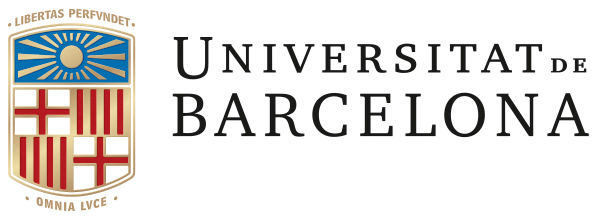 · LIBERTAS PERFVNDET ·
UNIVERSITAT DE
BARCELONA
· OMNIA LVCE ·